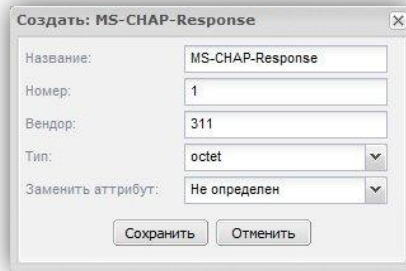 Создать: MS-CHAP-Response
Название: MS-CHAP-Response
Номер: 1
Вендор: 311
Тип: octet
Заменить аттрибут: Не определен
Сохранить Отменить